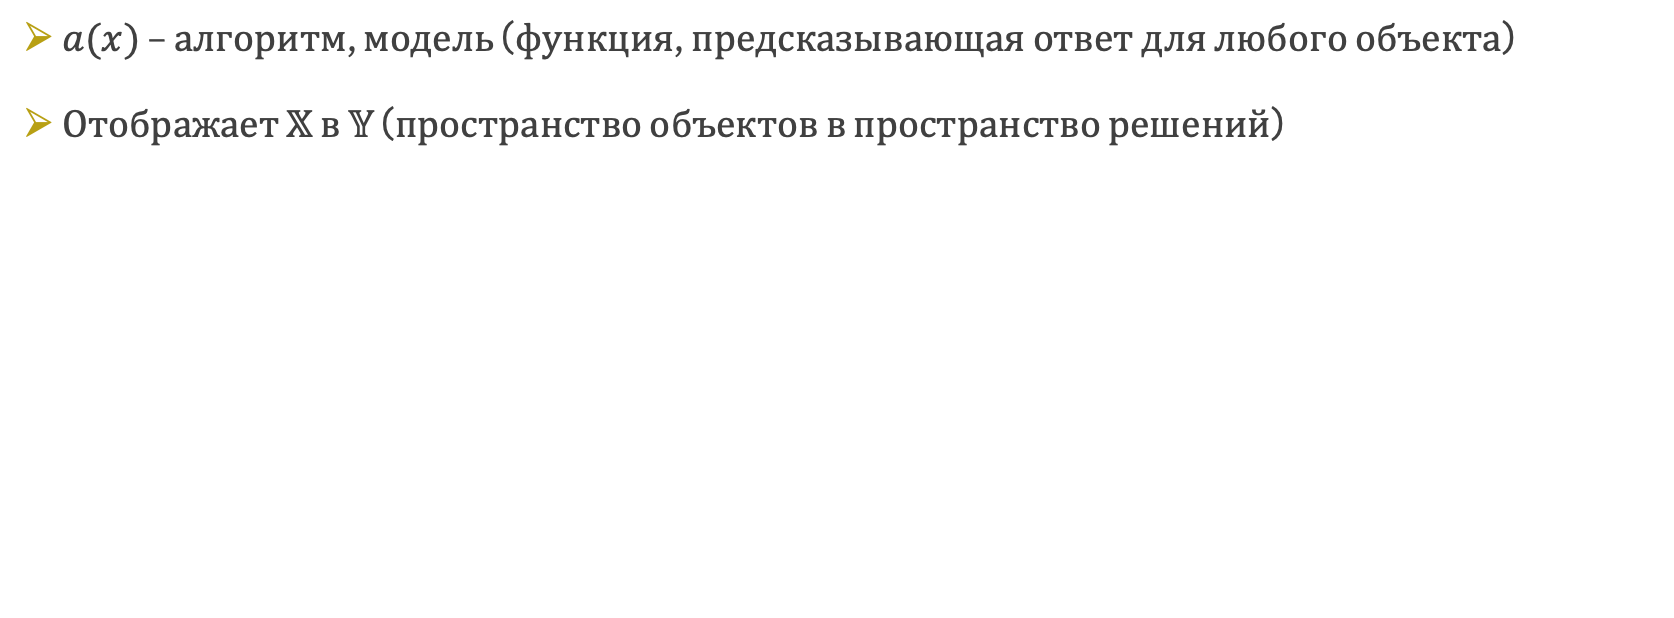 ➢ a(x) – алгоритм, модель (функция, предсказывающая ответ для любого объекта)
➢ Отображает 𝕏 в 𝕐 (пространство объектов в пространство решений)